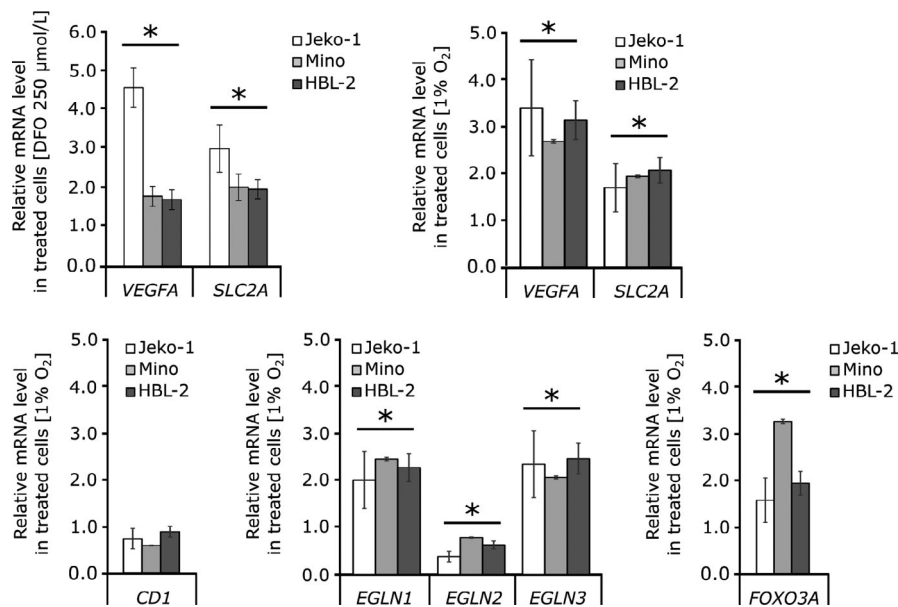 Relative mRNA level
in treated cells [DFO 250 µmol/L]
6.0
5.0
4.0
3.0
2.0
1.0
0.0
*
*
Jeko-1
Mino
HBL-2
VEGFA
SLC2A
Relative mRNA level
in treated cells [1% O₂]
5.0
4.0
3.0
2.0
1.0
0.0
*
*
Jeko-1
Mino
HBL-2
VEGFA
SLC2A
Relative mRNA level
in treated cells [1% O₂]
5.0
4.0
3.0
2.0
1.0
0.0
Jeko-1
Mino
HBL-2
CD1
Relative mRNA level
in treated cells [1% O₂]
5.0
4.0
3.0
2.0
1.0
0.0
Jeko-1
Mino
HBL-2
*
*
*
EGLN1
EGLN2
EGLN3
Relative mRNA level
in treated cells [1% O₂]
5.0
4.0
3.0
2.0
1.0
0.0
*
Jeko-1
Mino
HBL-2
FOXO3A